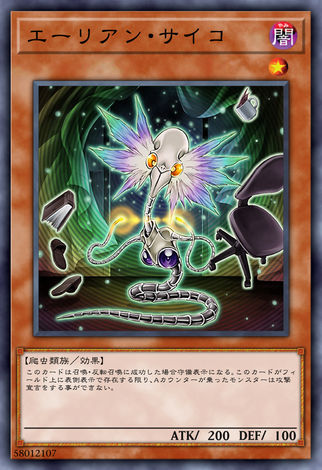 エーリアン・サイコ
やみ
闇
【爬虫類族／効果】
このカードは召喚・反転召喚に成功した場合守備表示になる。このカードがフィ
ールド上に表側表示で存在する限り、Aカウンターが乗ったモンスターは攻撃
宣言をする事ができない。
ATK/ 200 DEF/ 100
58012107